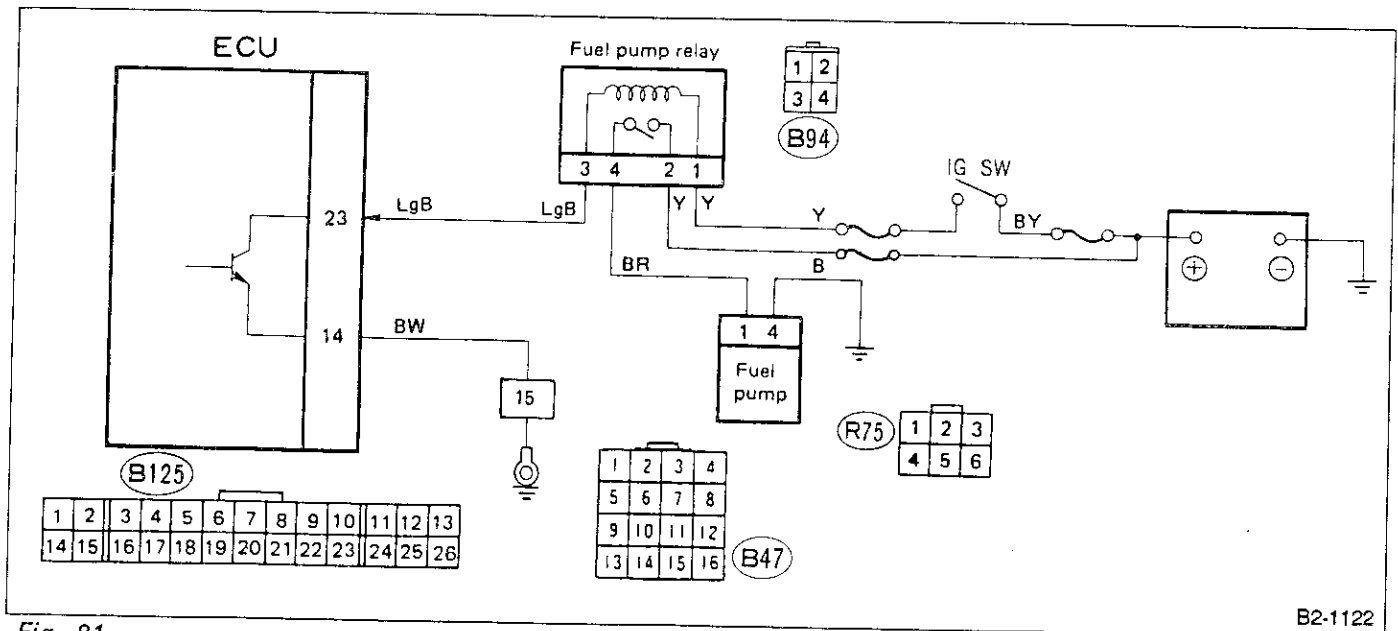 ECU
Fuel pump relay
1 2
3 4
B94
3 4 2 1
IG SW
23
LgB LgB
Y Y
Y
BY
BR
B
+ −
14
BW
1 4
Fuel
pump
15
R75
1 2 3
4 5 6
B125
1 2 3 4 5 6 7 8 9 10 11 12 13
14 15 16 17 18 19 20 21 22 23 24 25 26
1 2 3 4
5 6 7 8
9 10 11 12
13 14 15 16
B47
B2-1122
Fig. 91